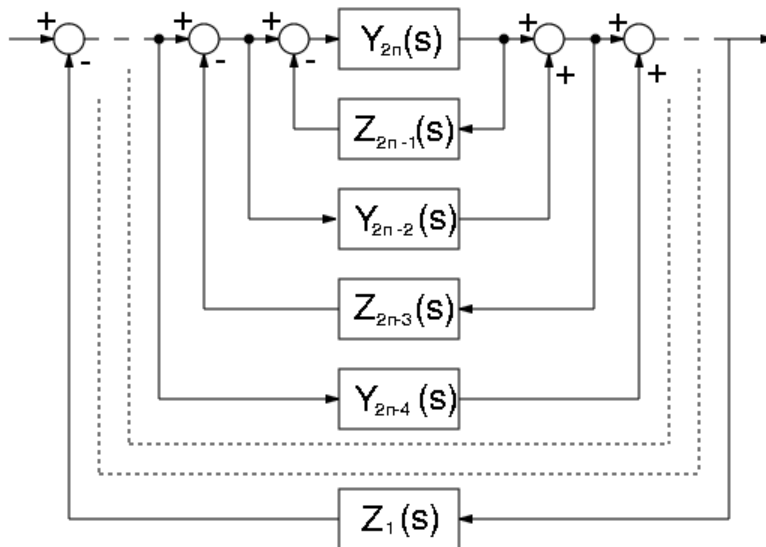 + + + Y2n(s) + +
- - - + +
Z2n-1(s)
Y2n-2(s)
Z2n-3(s)
Y2n-4(s)
Z1(s)